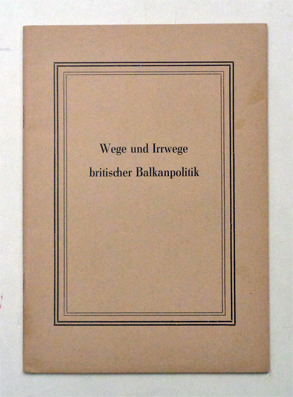 Wege und Irrwege
britischer Balkanpolitik